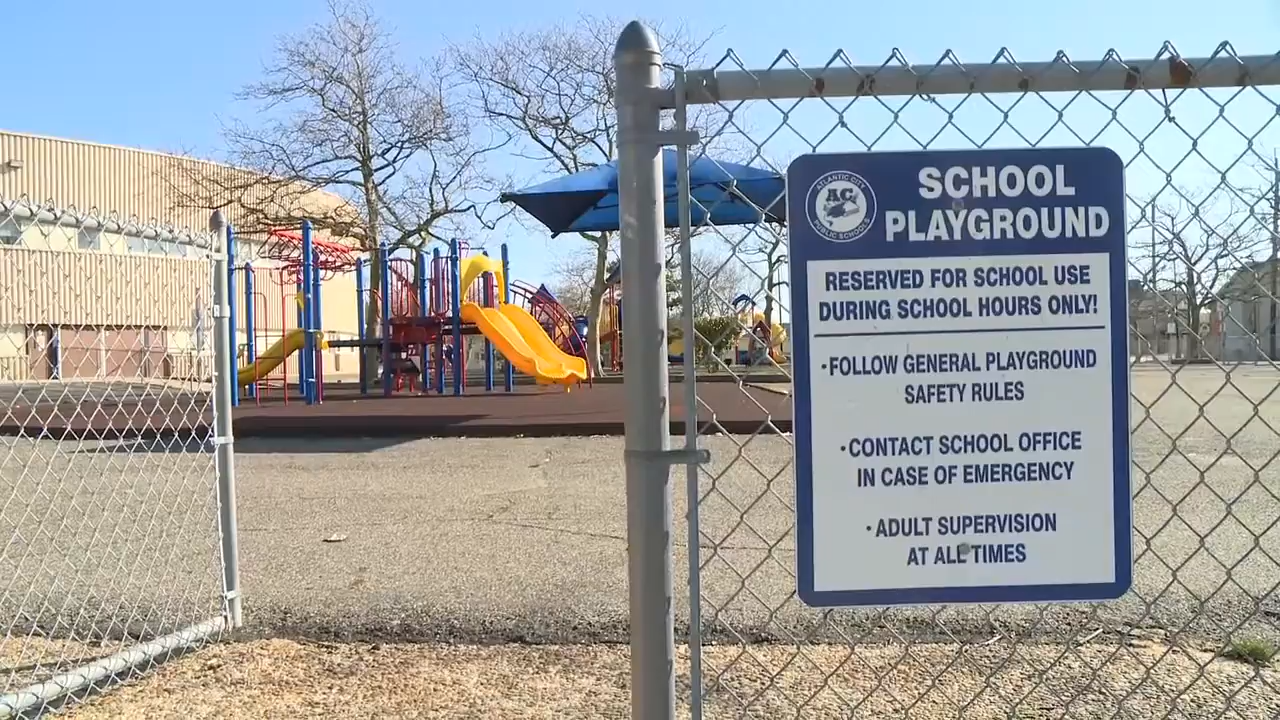 ATLANTIC CITY
AC
PUBLIC SCHOOLS
SCHOOL
PLAYGROUND
RESERVED FOR SCHOOL USE
DURING SCHOOL HOURS ONLY!
•FOLLOW GENERAL PLAYGROUND
SAFETY RULES
•CONTACT SCHOOL OFFICE
IN CASE OF EMERGENCY
•ADULT SUPERVISION
AT ALL TIMES